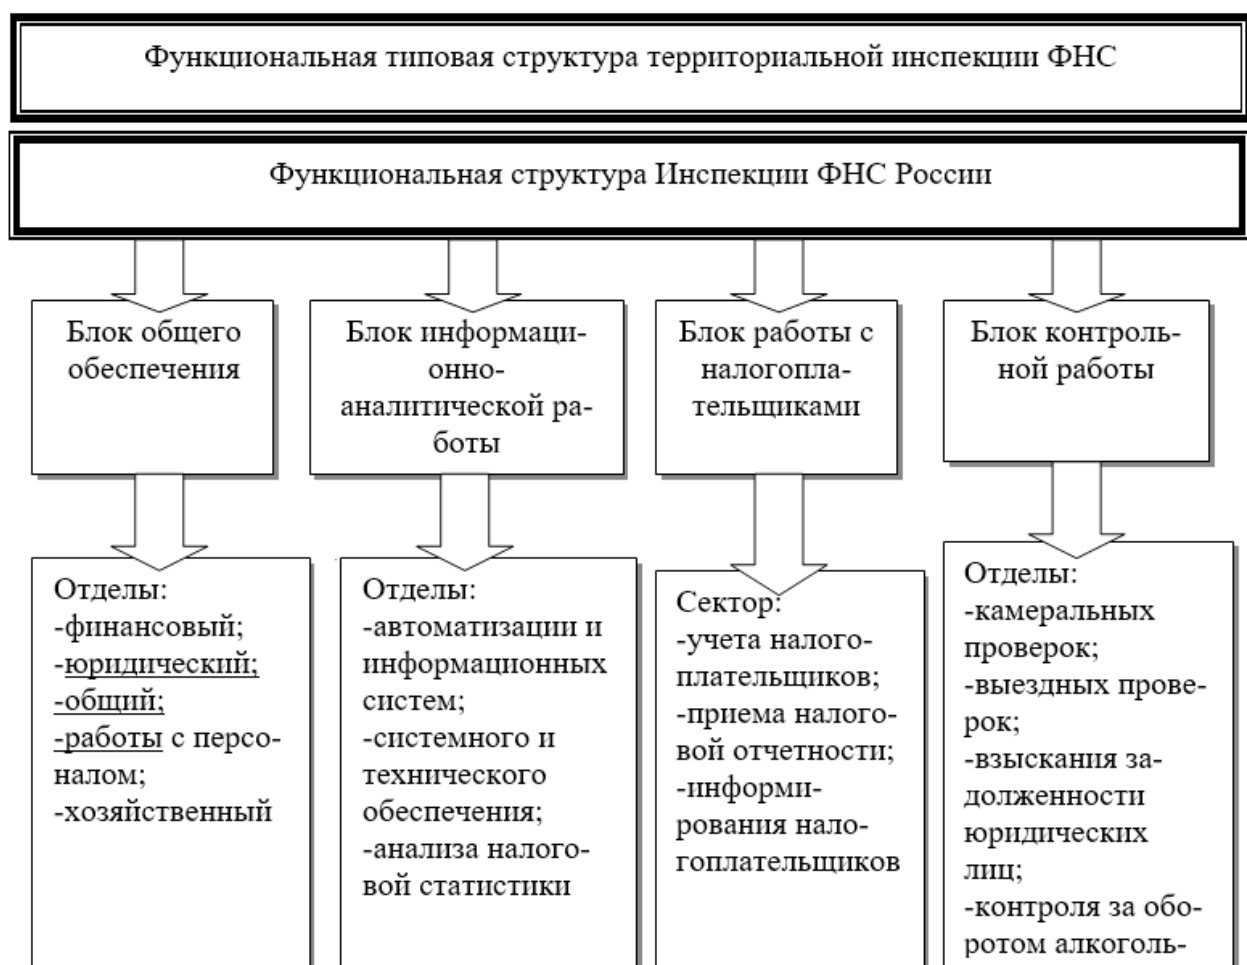 Функциональная типовая структура территориальной инспекции ФНС
Функциональная структура Инспекции ФНС России
Блок общего
обеспечения
Блок информаци-
онно-
аналитической ра-
боты
Блок работы с
налогопла-
тельщиками
Блок контроль-
ной работы
Отделы:
-финансовый;
-юридический;
-общий;
-работы с персо-
налом;
-хозяйственный
Отделы:
-автоматизации и
информационных
систем;
-системного и
технического
обеспечения;
-анализа налого-
вой статистики
Сектор:
-учета налого-
плательщиков;
-приема налого-
вой отчетности;
-информи-
рования нало-
гоплательщиков
Отделы:
-камеральных
проверок;
-выездных прове-
рок;
-взыскания за-
долженности
юридических
лиц;
-контроля за обо-
ротом алкоголь-